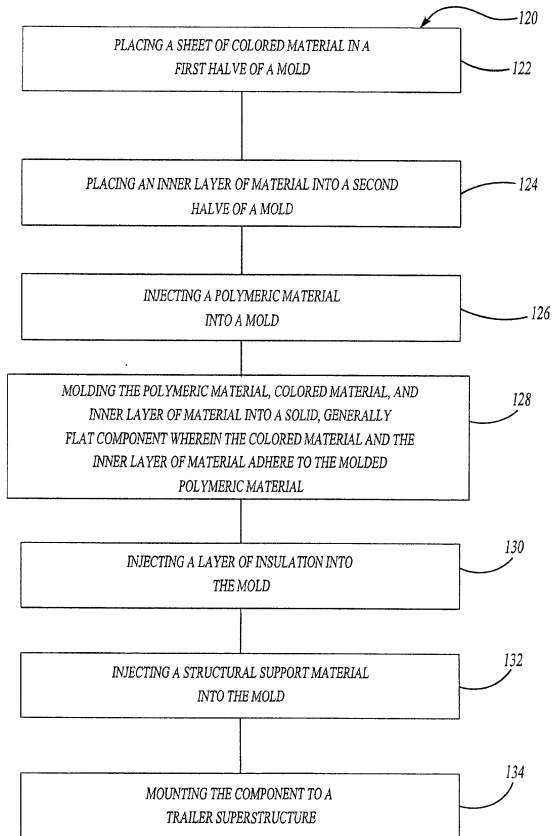 120
PLACING A SHEET OF COLORED MATERIAL IN A
FIRST HALVE OF A MOLD
122
PLACING AN INNER LAYER OF MATERIAL INTO A SECOND
HALVE OF A MOLD
124
INJECTING A POLYMERIC MATERIAL
INTO A MOLD
126
MOLDING THE POLYMERIC MATERIAL, COLORED MATERIAL, AND
INNER LAYER OF MATERIAL INTO A SOLID, GENERALLY
FLAT COMPONENT WHEREIN THE COLORED MATERIAL AND THE
INNER LAYER OF MATERIAL ADHERE TO THE MOLDED
POLYMERIC MATERIAL
128
INJECTING A LAYER OF INSULATION INTO
THE MOLD
130
INJECTING A STRUCTURAL SUPPORT MATERIAL
INTO THE MOLD
132
MOUNTING THE COMPONENT TO A
TRAILER SUPERSTRUCTURE
134